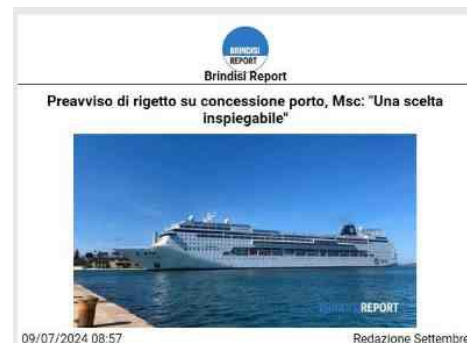 BRINDISI
REPORT
Brindisi Report
Preavviso di rigetto su concessione porto, Msc: "Una scelta
inspiegabile"
BRINDISIREPORT
09/07/2024 08:57
Redazione Settembre